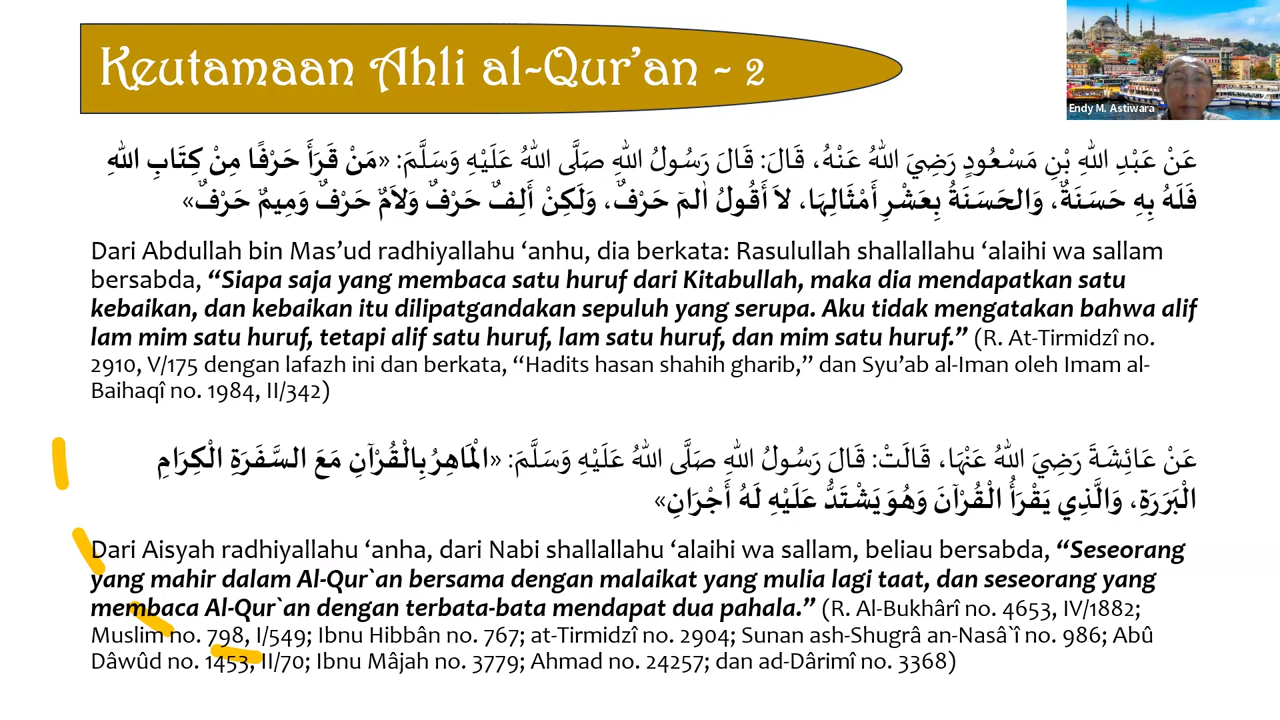 Keutamaan Ahli al-Qur’an - 2
Endy M. Astiwara
عَنْ عَبْدِ اللهِ بْنِ مَسْعُودٍ رَضِيَ اللهُ عَنْهُ، قَالَ: قَالَ رَسُولُ اللهِ صَلَّى اللهُ عَلَيْهِ وَسَلَّمَ: «مَنْ قَرَأَ حَرْفًا مِنْ كِتَابِ اللهِ
فَلَهُ بِهِ حَسَنَةٌ، وَالحَسَنَةُ بِعَشْرِ أَمْثَالِهَا، لاَ أَقُولُ الٓمٓ حَرْفٌ، وَلَكِنْ أَلِفٌ حَرْفٌ وَلاَمٌ حَرْفٌ وَمِيمٌ حَرْفٌ»
Dari Abdullah bin Mas’ud radhiyallahu ‘anhu, dia berkata: Rasulullah shallallahu ‘alaihi wa sallam
bersabda, “Siapa saja yang membaca satu huruf dari Kitabullah, maka dia mendapatkan satu
kebaikan, dan kebaikan itu dilipatgandakan sepuluh yang serupa. Aku tidak mengatakan bahwa alif
lam mim satu huruf, tetapi alif satu huruf, lam satu huruf, dan mim satu huruf.” (R. At-Tirmidzî no.
2910, V/175 dengan lafazh ini dan berkata, “Hadits hasan shahih gharib,” dan Syu’ab al-Iman oleh Imam al-
Baihaqî no. 1984, II/342)
عَنْ عَائِشَةَ رَضِيَ اللهُ عَنْهَا، قَالَتْ: قَالَ رَسُولُ اللهِ صَلَّى اللهُ عَلَيْهِ وَسَلَّمَ: «الْمَاهِرُ بِالْقُرْآنِ مَعَ السَّفَرَةِ الْكِرَامِ
الْبَرَرَةِ، وَالَّذِي يَقْرَأُ الْقُرْآنَ وَهُوَ يَشْتَدُّ عَلَيْهِ لَهُ أَجْرَانِ»
Dari Aisyah radhiyallahu ‘anha, dari Nabi shallallahu ‘alaihi wa sallam, beliau bersabda, “Seseorang
yang mahir dalam Al-Qur`an bersama dengan malaikat yang mulia lagi taat, dan seseorang yang
membaca Al-Qur`an dengan terbata-bata mendapat dua pahala.” (R. Al-Bukhârî no. 4653, IV/1882;
Muslim no. 798, I/549; Ibnu Hibbân no. 767; at-Tirmidzî no. 2904; Sunan ash-Shugrâ an-Nasâ`î no. 986; Abû
Dâwûd no. 1453, II/70; Ibnu Mâjah no. 3779; Ahmad no. 24257; dan ad-Dârimî no. 3368)